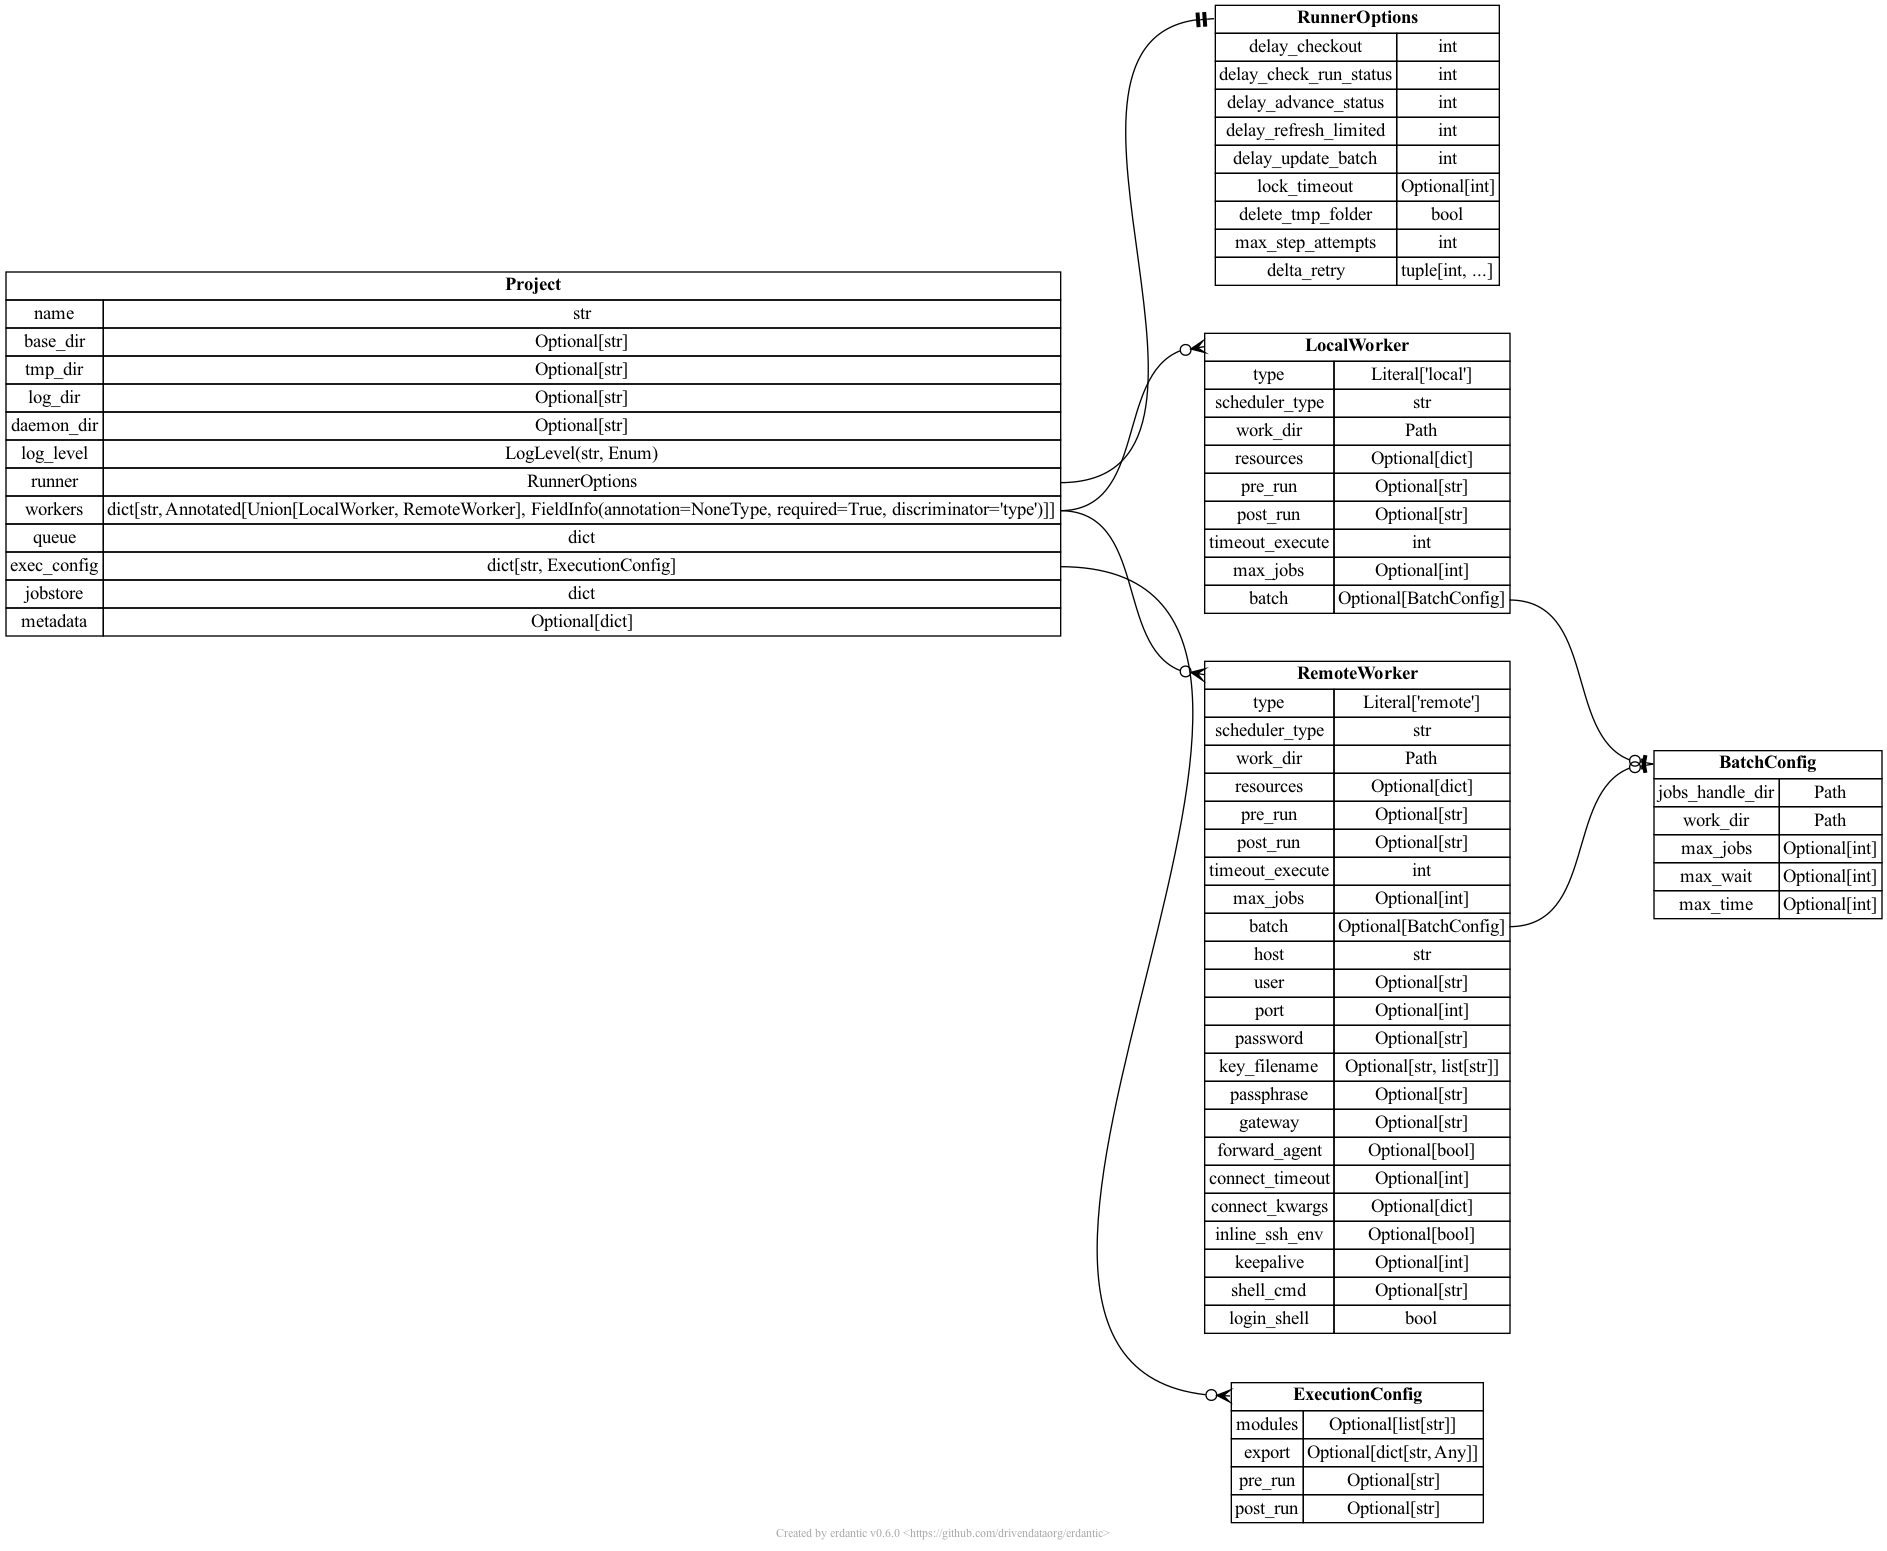 RunnerOptions
delay_checkout int
delay_check_run_status int
delay_advance_status int
delay_refresh_limited int
delay_update_batch int
lock_timeout Optional[int]
delete_tmp_folder bool
max_step_attempts int
delta_retry tuple[int, ...]
Project
name str
base_dir Optional[str]
tmp_dir Optional[str]
log_dir Optional[str]
daemon_dir Optional[str]
log_level LogLevel(str, Enum)
runner RunnerOptions
workers dict[str, Annotated[Union[LocalWorker, RemoteWorker], FieldInfo(annotation=NoneType, required=True, discriminator='type')]]
queue dict
exec_config dict[str, ExecutionConfig]
jobstore dict
metadata Optional[dict]
LocalWorker
type Literal['local']
scheduler_type str
work_dir Path
resources Optional[dict]
pre_run Optional[str]
post_run Optional[str]
timeout_execute int
max_jobs Optional[int]
batch Optional[BatchConfig]
RemoteWorker
type Literal['remote']
scheduler_type str
work_dir Path
resources Optional[dict]
pre_run Optional[str]
post_run Optional[str]
timeout_execute int
max_jobs Optional[int]
batch Optional[BatchConfig]
host str
user Optional[str]
port Optional[int]
password Optional[str]
key_filename Optional[str, list[str]]
passphrase Optional[str]
gateway Optional[str]
forward_agent Optional[bool]
connect_timeout Optional[int]
connect_kwargs Optional[dict]
inline_ssh_env Optional[bool]
keepalive Optional[int]
shell_cmd Optional[str]
login_shell bool
BatchConfig
jobs_handle_dir Path
work_dir Path
max_jobs Optional[int]
max_wait Optional[int]
max_time Optional[int]
ExecutionConfig
modules Optional[list[str]]
export Optional[dict[str, Any]]
pre_run Optional[str]
post_run Optional[str]
Created by erdantic v0.6.0 <https://github.com/drivendataorg/erdantic>